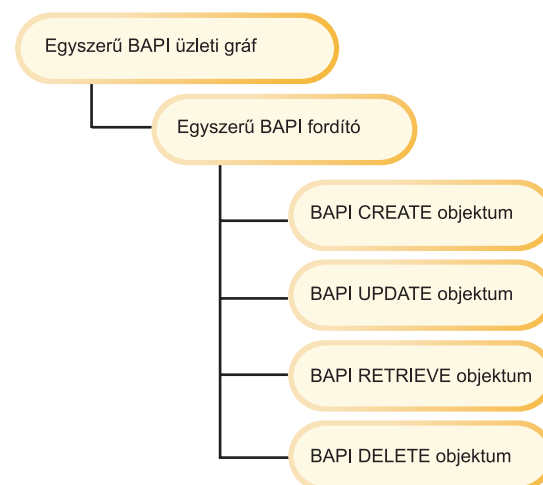 Egyszerű BAPI üzleti gráf
Egyszerű BAPI fordító
BAPI CREATE objektum
BAPI UPDATE objektum
BAPI RETRIEVE objektum
BAPI DELETE objektum